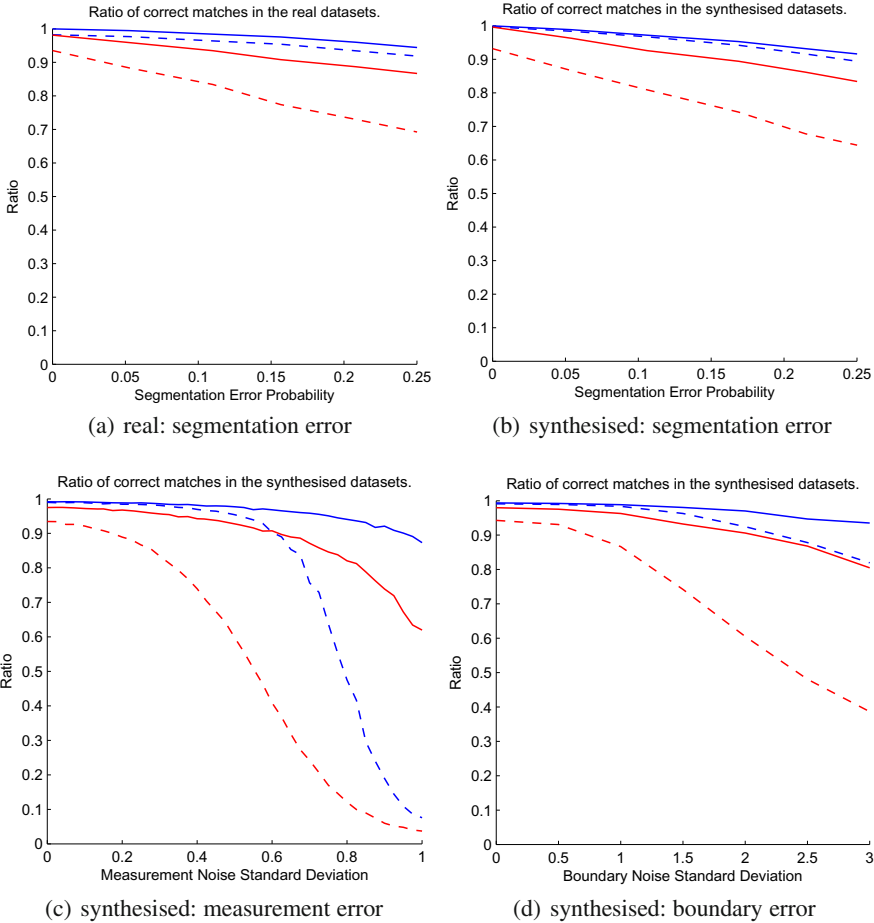 Ratio of correct matches in the real datasets.
1
0.9
0.8
0.7
0.6
0.5
0.4
0.3
0.2
0.1
0
Ratio
0 0.05 0.1 0.15 0.2 0.25
Segmentation Error Probability
(a) real: segmentation error
Ratio of correct matches in the synthesised datasets.
1
0.9
0.8
0.7
0.6
0.5
0.4
0.3
0.2
0.1
0
Ratio
0 0.05 0.1 0.15 0.2 0.25
Segmentation Error Probability
(b) synthesised: segmentation error
Ratio of correct matches in the synthesised datasets.
1
0.9
0.8
0.7
0.6
0.5
0.4
0.3
0.2
0.1
0
Ratio
0 0.2 0.4 0.6 0.8 1
Measurement Noise Standard Deviation
(c) synthesised: measurement error
Ratio of correct matches in the synthesised datasets.
1
0.9
0.8
0.7
0.6
0.5
0.4
0.3
0.2
0.1
0
Ratio
0 0.5 1 1.5 2 2.5 3
Boundary Noise Standard Deviation
(d) synthesised: boundary error